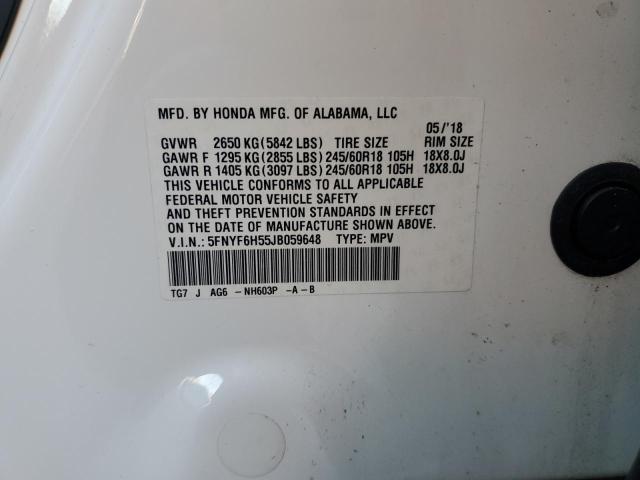 MFD. BY HONDA MFG. OF ALABAMA, LLC
05/'18
GVWR 2650 KG(5842 LBS) TIRE SIZE RIM SIZE
GAWR F 1295 KG(2855 LBS)245/60R18 105H 18X8.0J
GAWR R 1405 KG(3097 LBS)245/60R18 105H 18X8.0J
THIS VEHICLE CONFORMS TO ALL APPLICABLE
FEDERAL MOTOR VEHICLE SAFETY
AND THEFT PREVENTION STANDARDS IN EFFECT
ON THE DATE OF MANUFACTURE SHOWN ABOVE.
V.I.N.: 5FNYF6H55JB059648 TYPE: MPV
TG7 J AG6 -NH603P -A-B